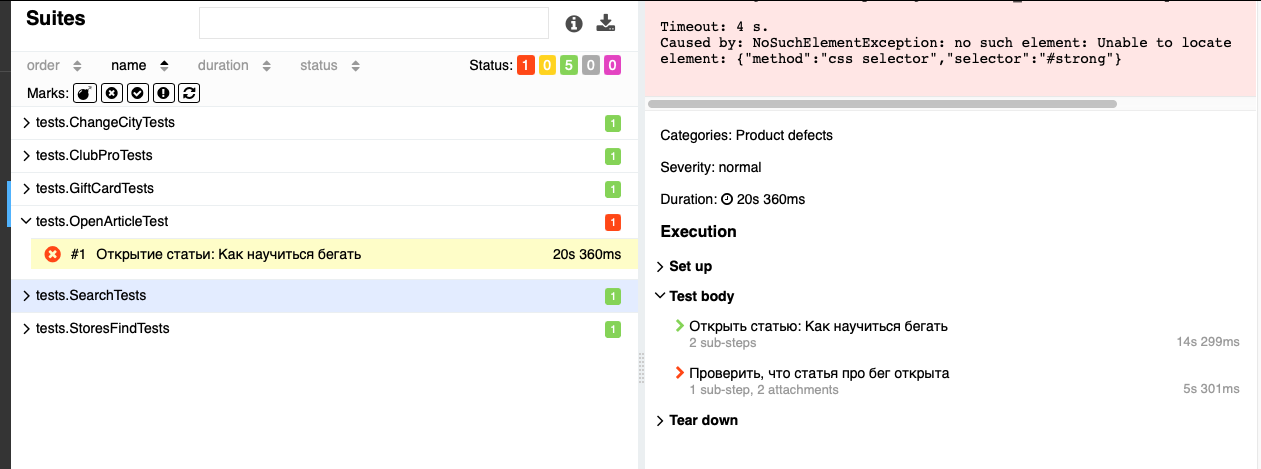 Suites
order name duration status Status: 1 0 5 0 0
Marks:
tests.ChangeCityTests 1
tests.ClubProTests 1
tests.GiftCardTests 1
tests.OpenArticleTest 1
#1 Открытие статьи: Как научиться бегать 20s 360ms
tests.SearchTests 1
tests.StoresFindTests 1
Timeout: 4 s.
Caused by: NoSuchElementException: no such element: Unable to locate
element: {"method":"css selector","selector":"#strong"}
Categories: Product defects
Severity: normal
Duration: 20s 360ms
Execution
Set up
Test body
Открыть статью: Как научиться бегать
2 sub-steps 14s 299ms
Проверить, что статья про бег открыта
1 sub-step, 2 attachments 5s 301ms
Tear down